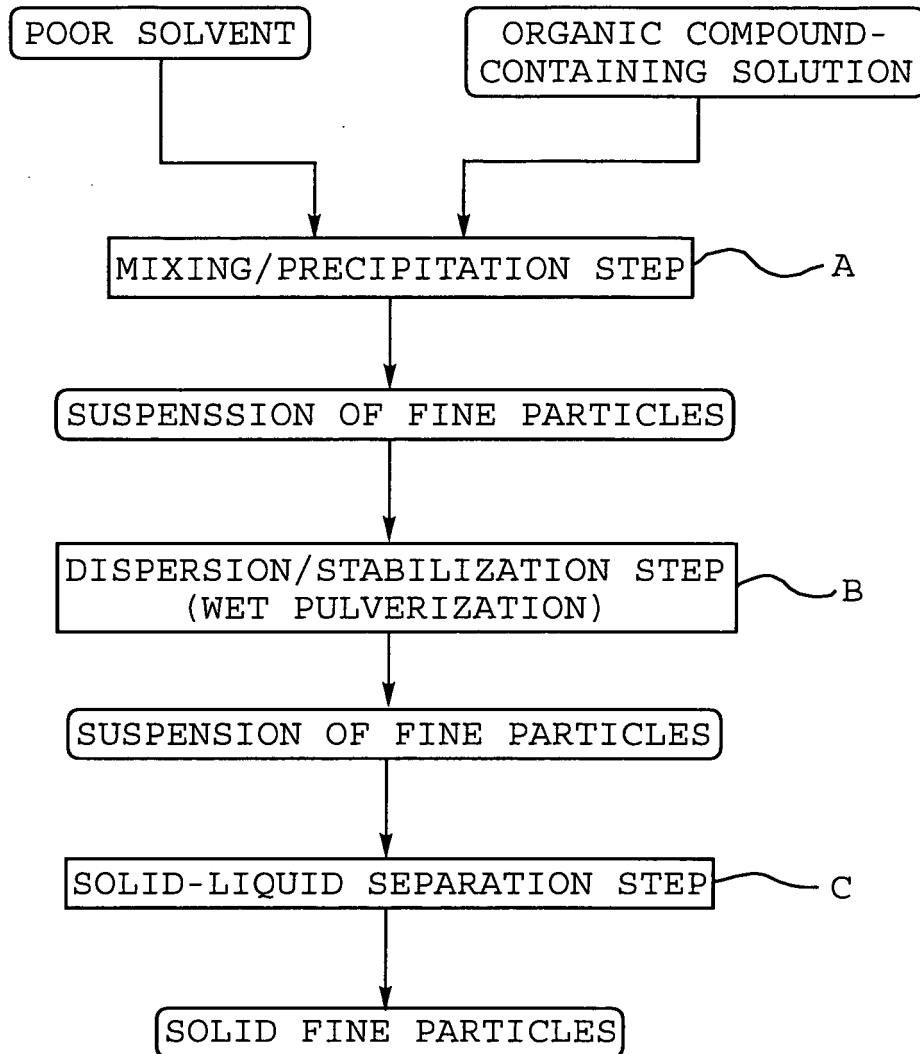 POOR SOLVENT
ORGANIC COMPOUND-
CONTAINING SOLUTION
MIXING/PRECIPITATION STEP
A
SUSPENSSION OF FINE PARTICLES
DISPERSION/STABILIZATION STEP
(WET PULVERIZATION)
B
SUSPENSION OF FINE PARTICLES
SOLID-LIQUID SEPARATION STEP
C
SOLID FINE PARTICLES